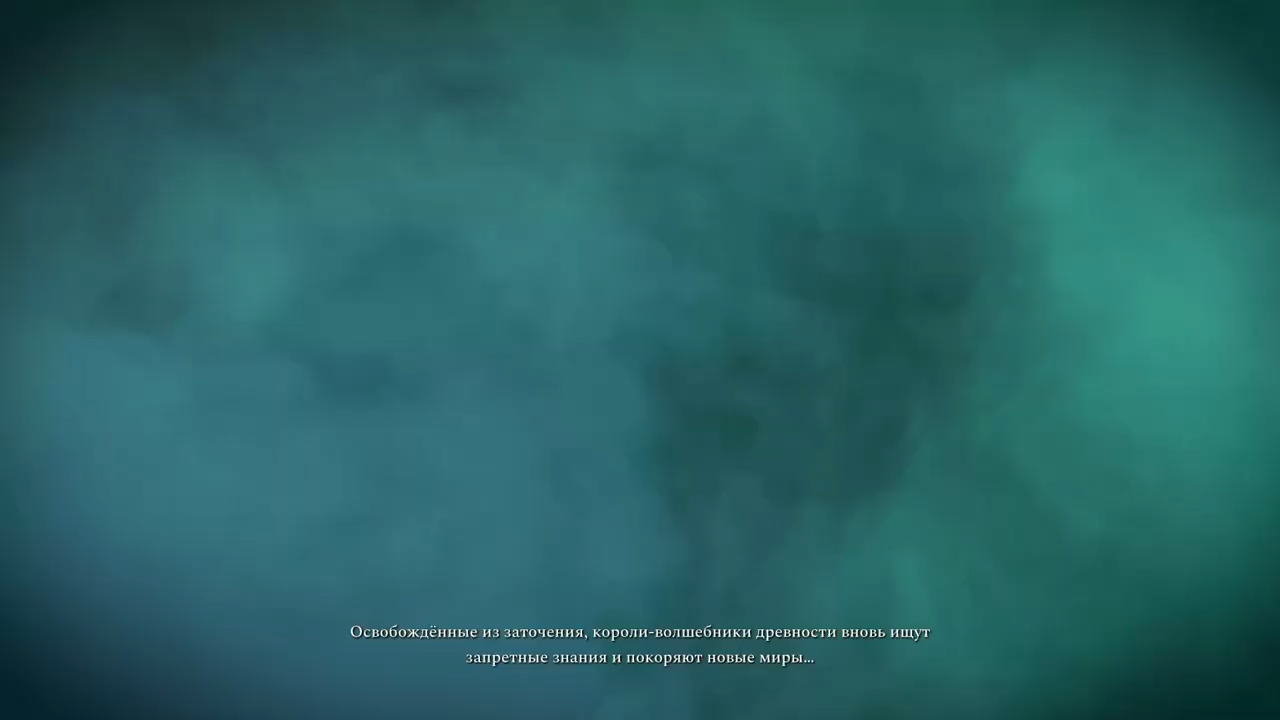 Освобождённые из заточения, короли-волшебники древности вновь ищут
запретные знания и покоряют новые миры...